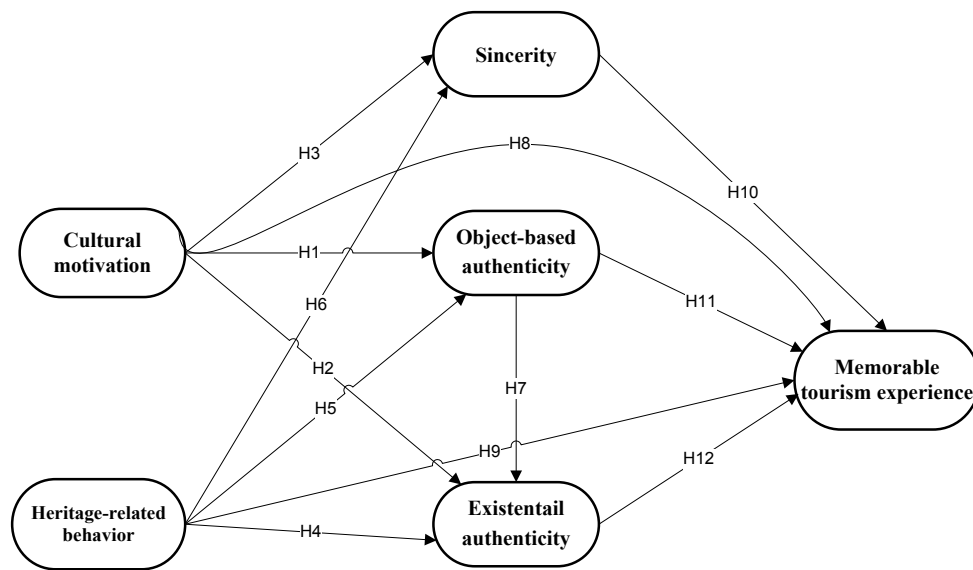 Sincerity
H3
H8
H10
Cultural
motivation
H1
Object-based
authenticity
H6
H11
H2
H7
H5
Memorable
tourism experience
H9
H12
Heritage-related
behavior
H4
Existentail
authenticity